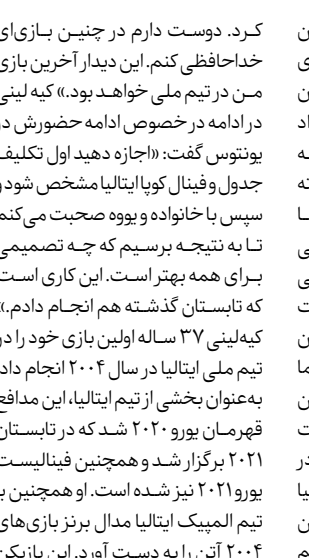 کرد. دوست دارم در چنین بازی‌ای
خداحافظی کنم. این دیدار آخرین بازی
من در تیم ملی خواهد بود.» کیه لینی
در ادامه در خصوص ادامه حضورش در
یونتوس گفت: «اجازه دهید اول تکلیف
جدول و فینال کوپا ایتالیا مشخص شود و
سپس با خانواده و یووه صحبت می‌کنم
تا به نتیجه برسیم که چه تصمیمی
برای همه بهتر است. این کاری است
که تابستان گذشته هم انجام دادم.»
کیه‌لینی ۳۷ ساله اولین بازی خود را در
تیم ملی ایتالیا در سال ۲۰۰۴ انجام داد.
به‌عنوان بخشی از تیم ایتالیا، این مدافع
قهرمان یورو ۲۰۲۰ شد که در تابستان
۲۰۲۱ برگزار شد و همچنین فینالیست
یورو ۲۰۲۱ نیز شده است. او همچنین با
تیم المپیک ایتالیا مدال برنز بازی‌های
۲۰۰۴ آتن را به دست آورد. این بازیکن